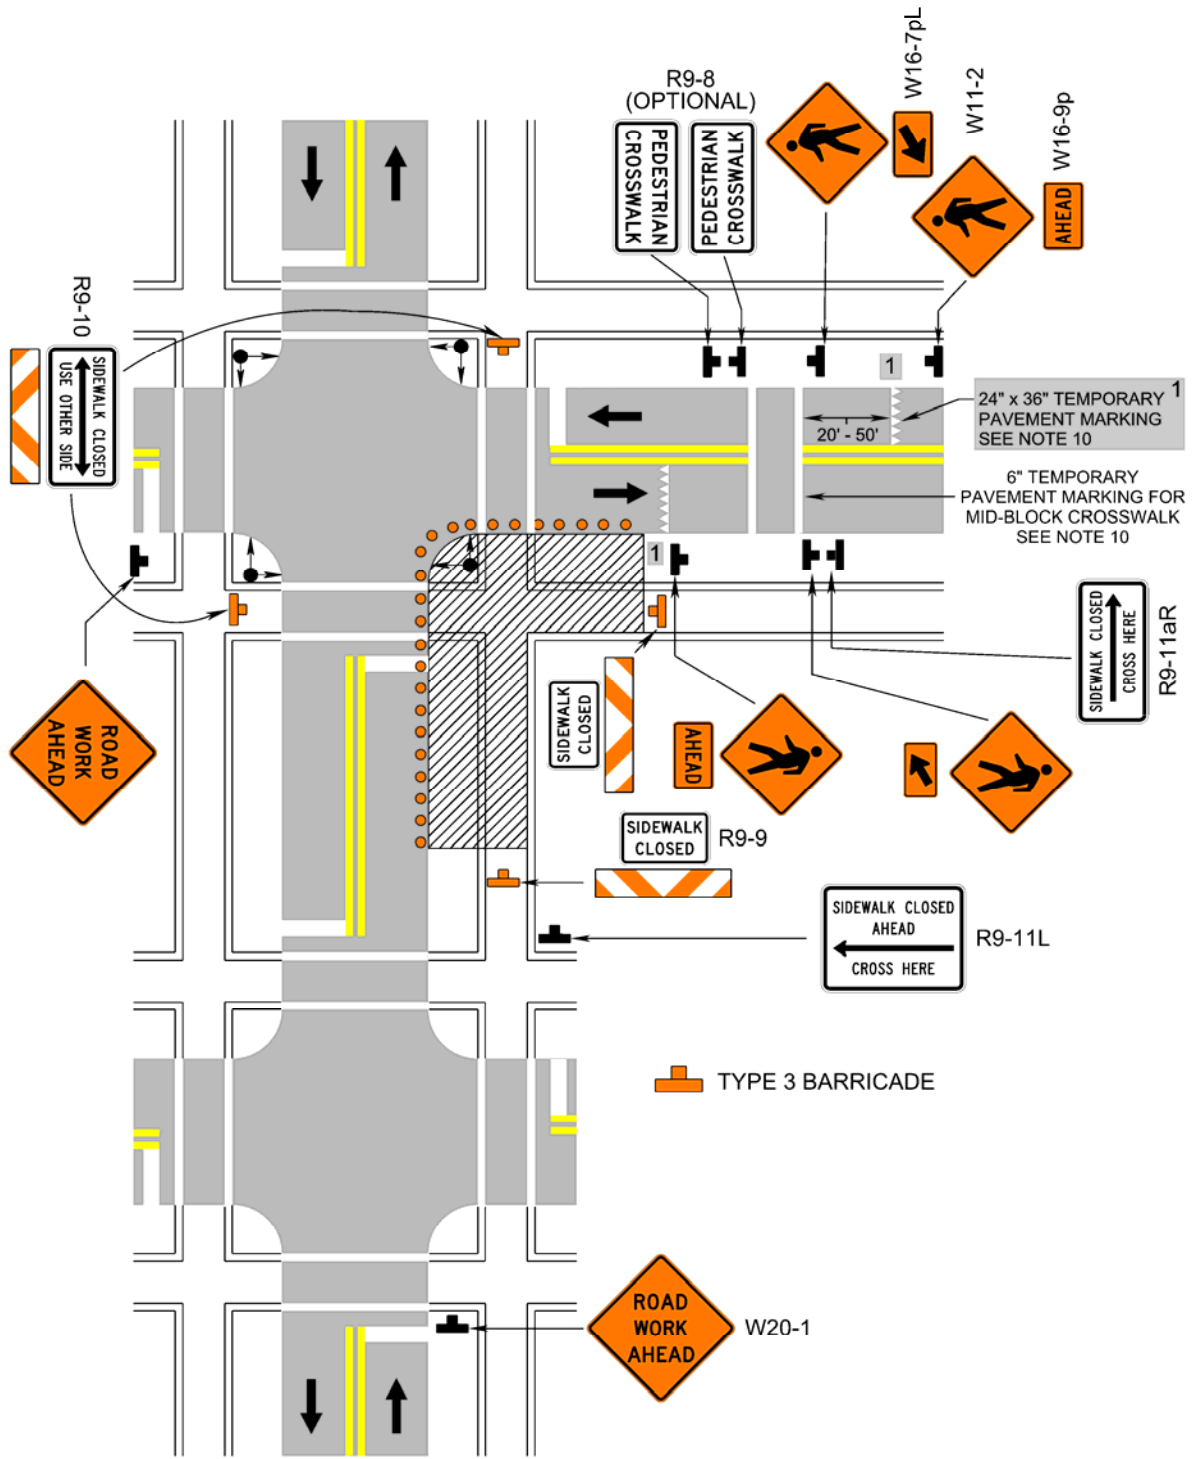 W16-7pL
W11-2
W16-9p
R9-8
(OPTIONAL)
PEDESTRIAN
CROSSWALK
PEDESTRIAN
CROSSWALK
AHEAD
R9-10
SIDEWALK CLOSED
USE OTHER SIDE
1
20' - 50'
24" x 36" TEMPORARY 1
PAVEMENT MARKING
SEE NOTE 10
6" TEMPORARY
PAVEMENT MARKING FOR
MID-BLOCK CROSSWALK
SEE NOTE 10
1
SIDEWALK CLOSED
CROSS HERE
R9-11aR
ROAD
WORK
AHEAD
SIDEWALK
CLOSED
AHEAD
SIDEWALK
CLOSED
R9-9
SIDEWALK CLOSED
AHEAD
CROSS HERE
R9-11L
TYPE 3 BARRICADE
ROAD
WORK
AHEAD
W20-1